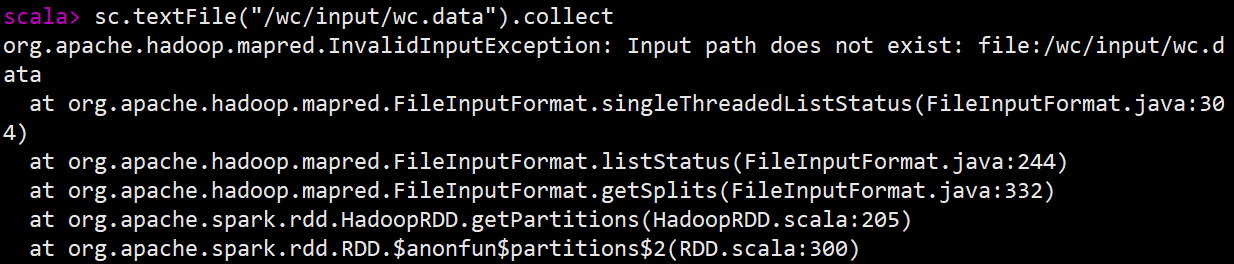 scala> sc.textFile("/wc/input/wc.data").collect
org.apache.hadoop.mapred.InvalidInputException: Input path does not exist: file:/wc/input/wc.d
ata
  at org.apache.hadoop.mapred.FileInputFormat.singleThreadedListStatus(FileInputFormat.java:30
4)
  at org.apache.hadoop.mapred.FileInputFormat.listStatus(FileInputFormat.java:244)
  at org.apache.hadoop.mapred.FileInputFormat.getSplits(FileInputFormat.java:332)
  at org.apache.spark.rdd.HadoopRDD.getPartitions(HadoopRDD.scala:205)
  at org.apache.spark.rdd.RDD.$anonfun$partitions$2(RDD.scala:300)